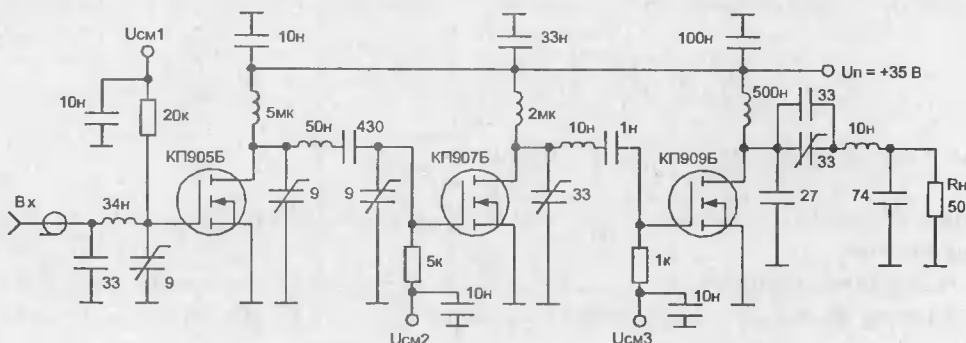 Uсм1
10н
33н
100н
Uп = +35 В
10н
20к
5мк
2мк
500н
33
50н
430
10н
1н
10н
КП905Б
КП907Б
КП909Б
33
Вх
34н
9
9
33
27
74
Rн
50
33
9
5к
1к
10н
10н
Uсм2
Uсм3